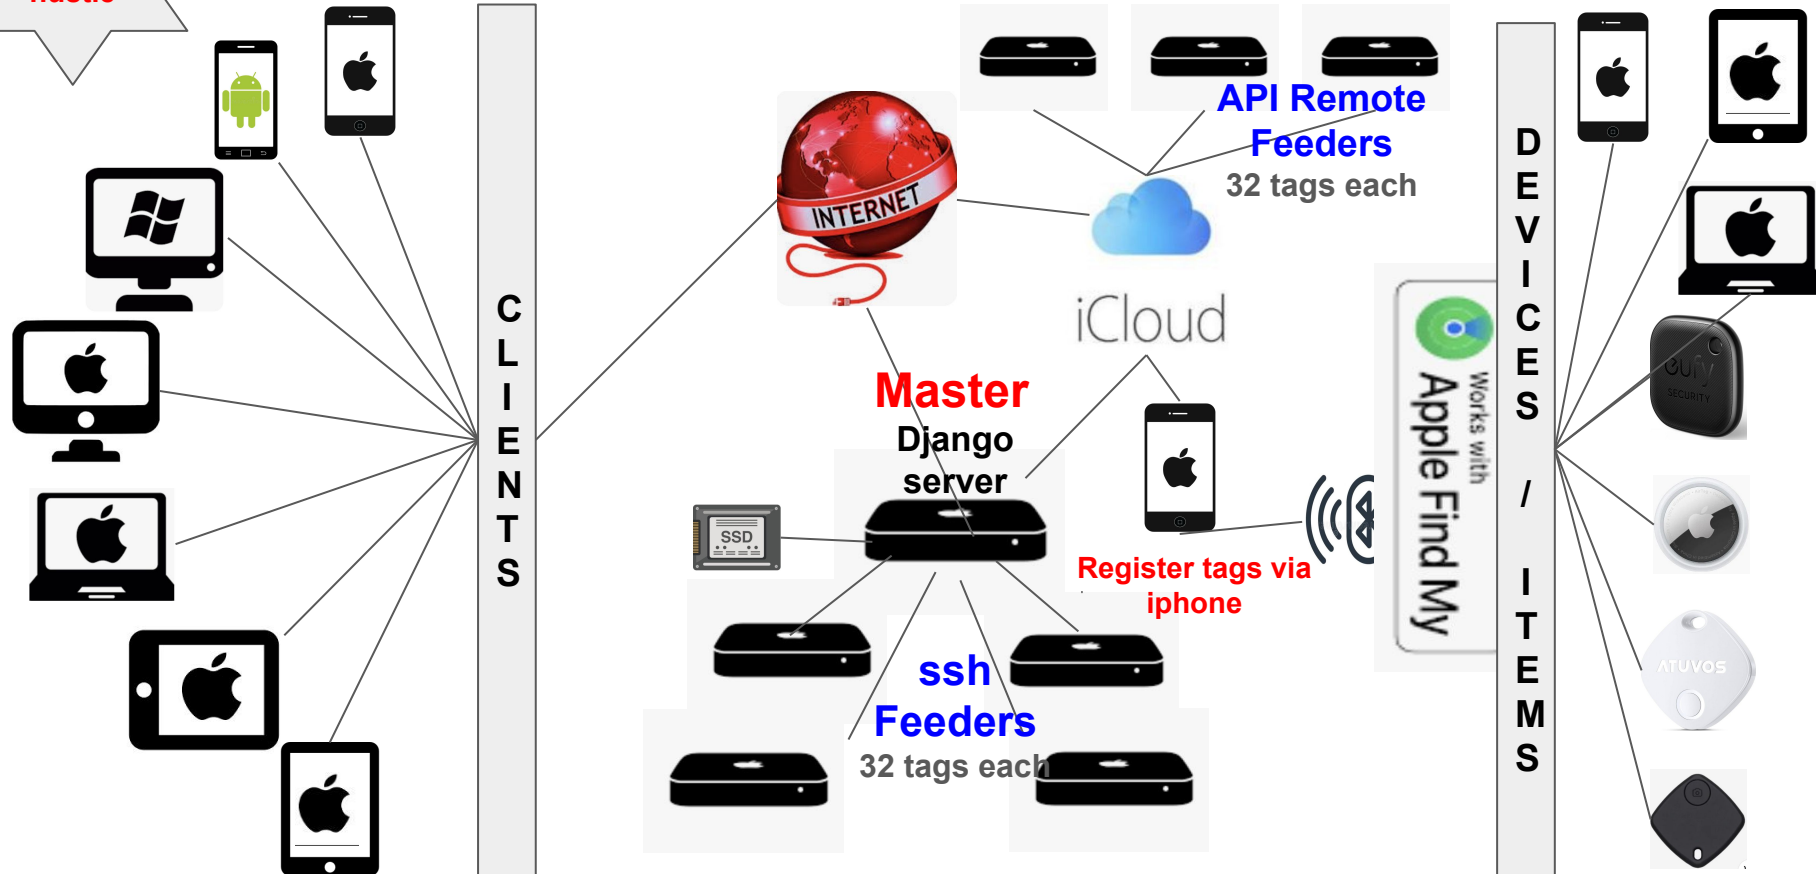 INTERNET
API Remote
Feeders
32 tags each
iCloud
Master
Django
server
SSD
Register tags via
iphone
ssh
Feeders
32 tags each
CLIENTS
Works with
Apple Find My
DEVICES / ITEMS
eufy
SECURITY
ATUVOS